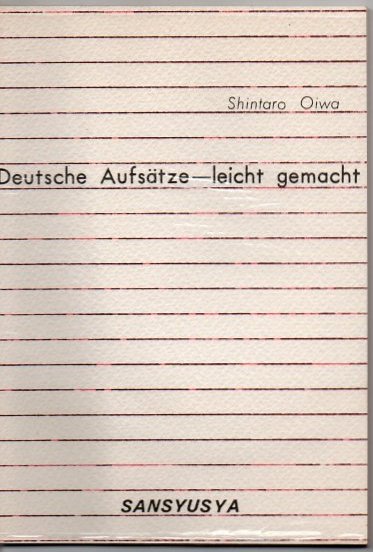 Shintaro Oiwa
Deutsche Aufsätze—leicht gemacht
SANSYUSYA